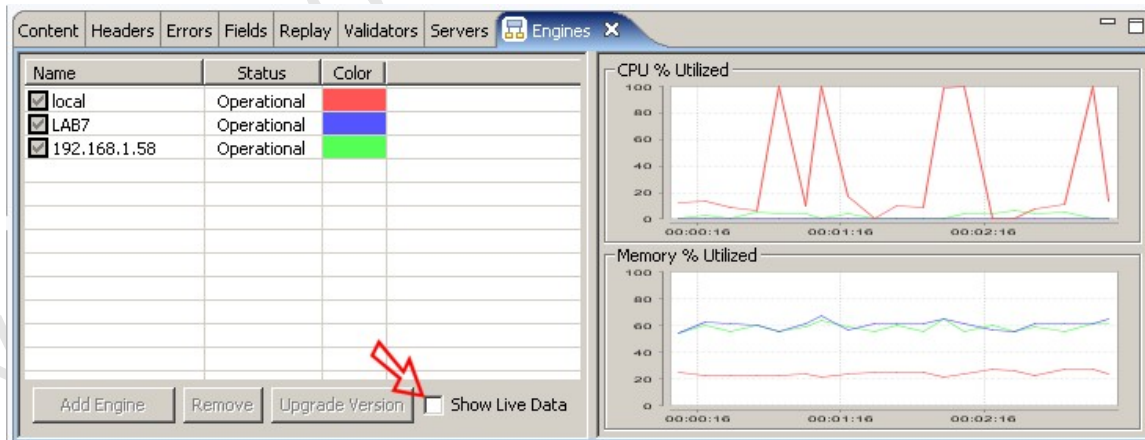 Content Headers Errors Fields Replay Validators Servers Engines
Name Status Color
local Operational
LAB7 Operational
192.168.1.58 Operational
Add Engine Remove Upgrade Version Show Live Data
CPU % Utilized
100
80
60
40
20
0
00:00:16 00:01:16 00:02:16
Memory % Utilized
100
80
60
40
20
0
00:00:16 00:01:16 00:02:16